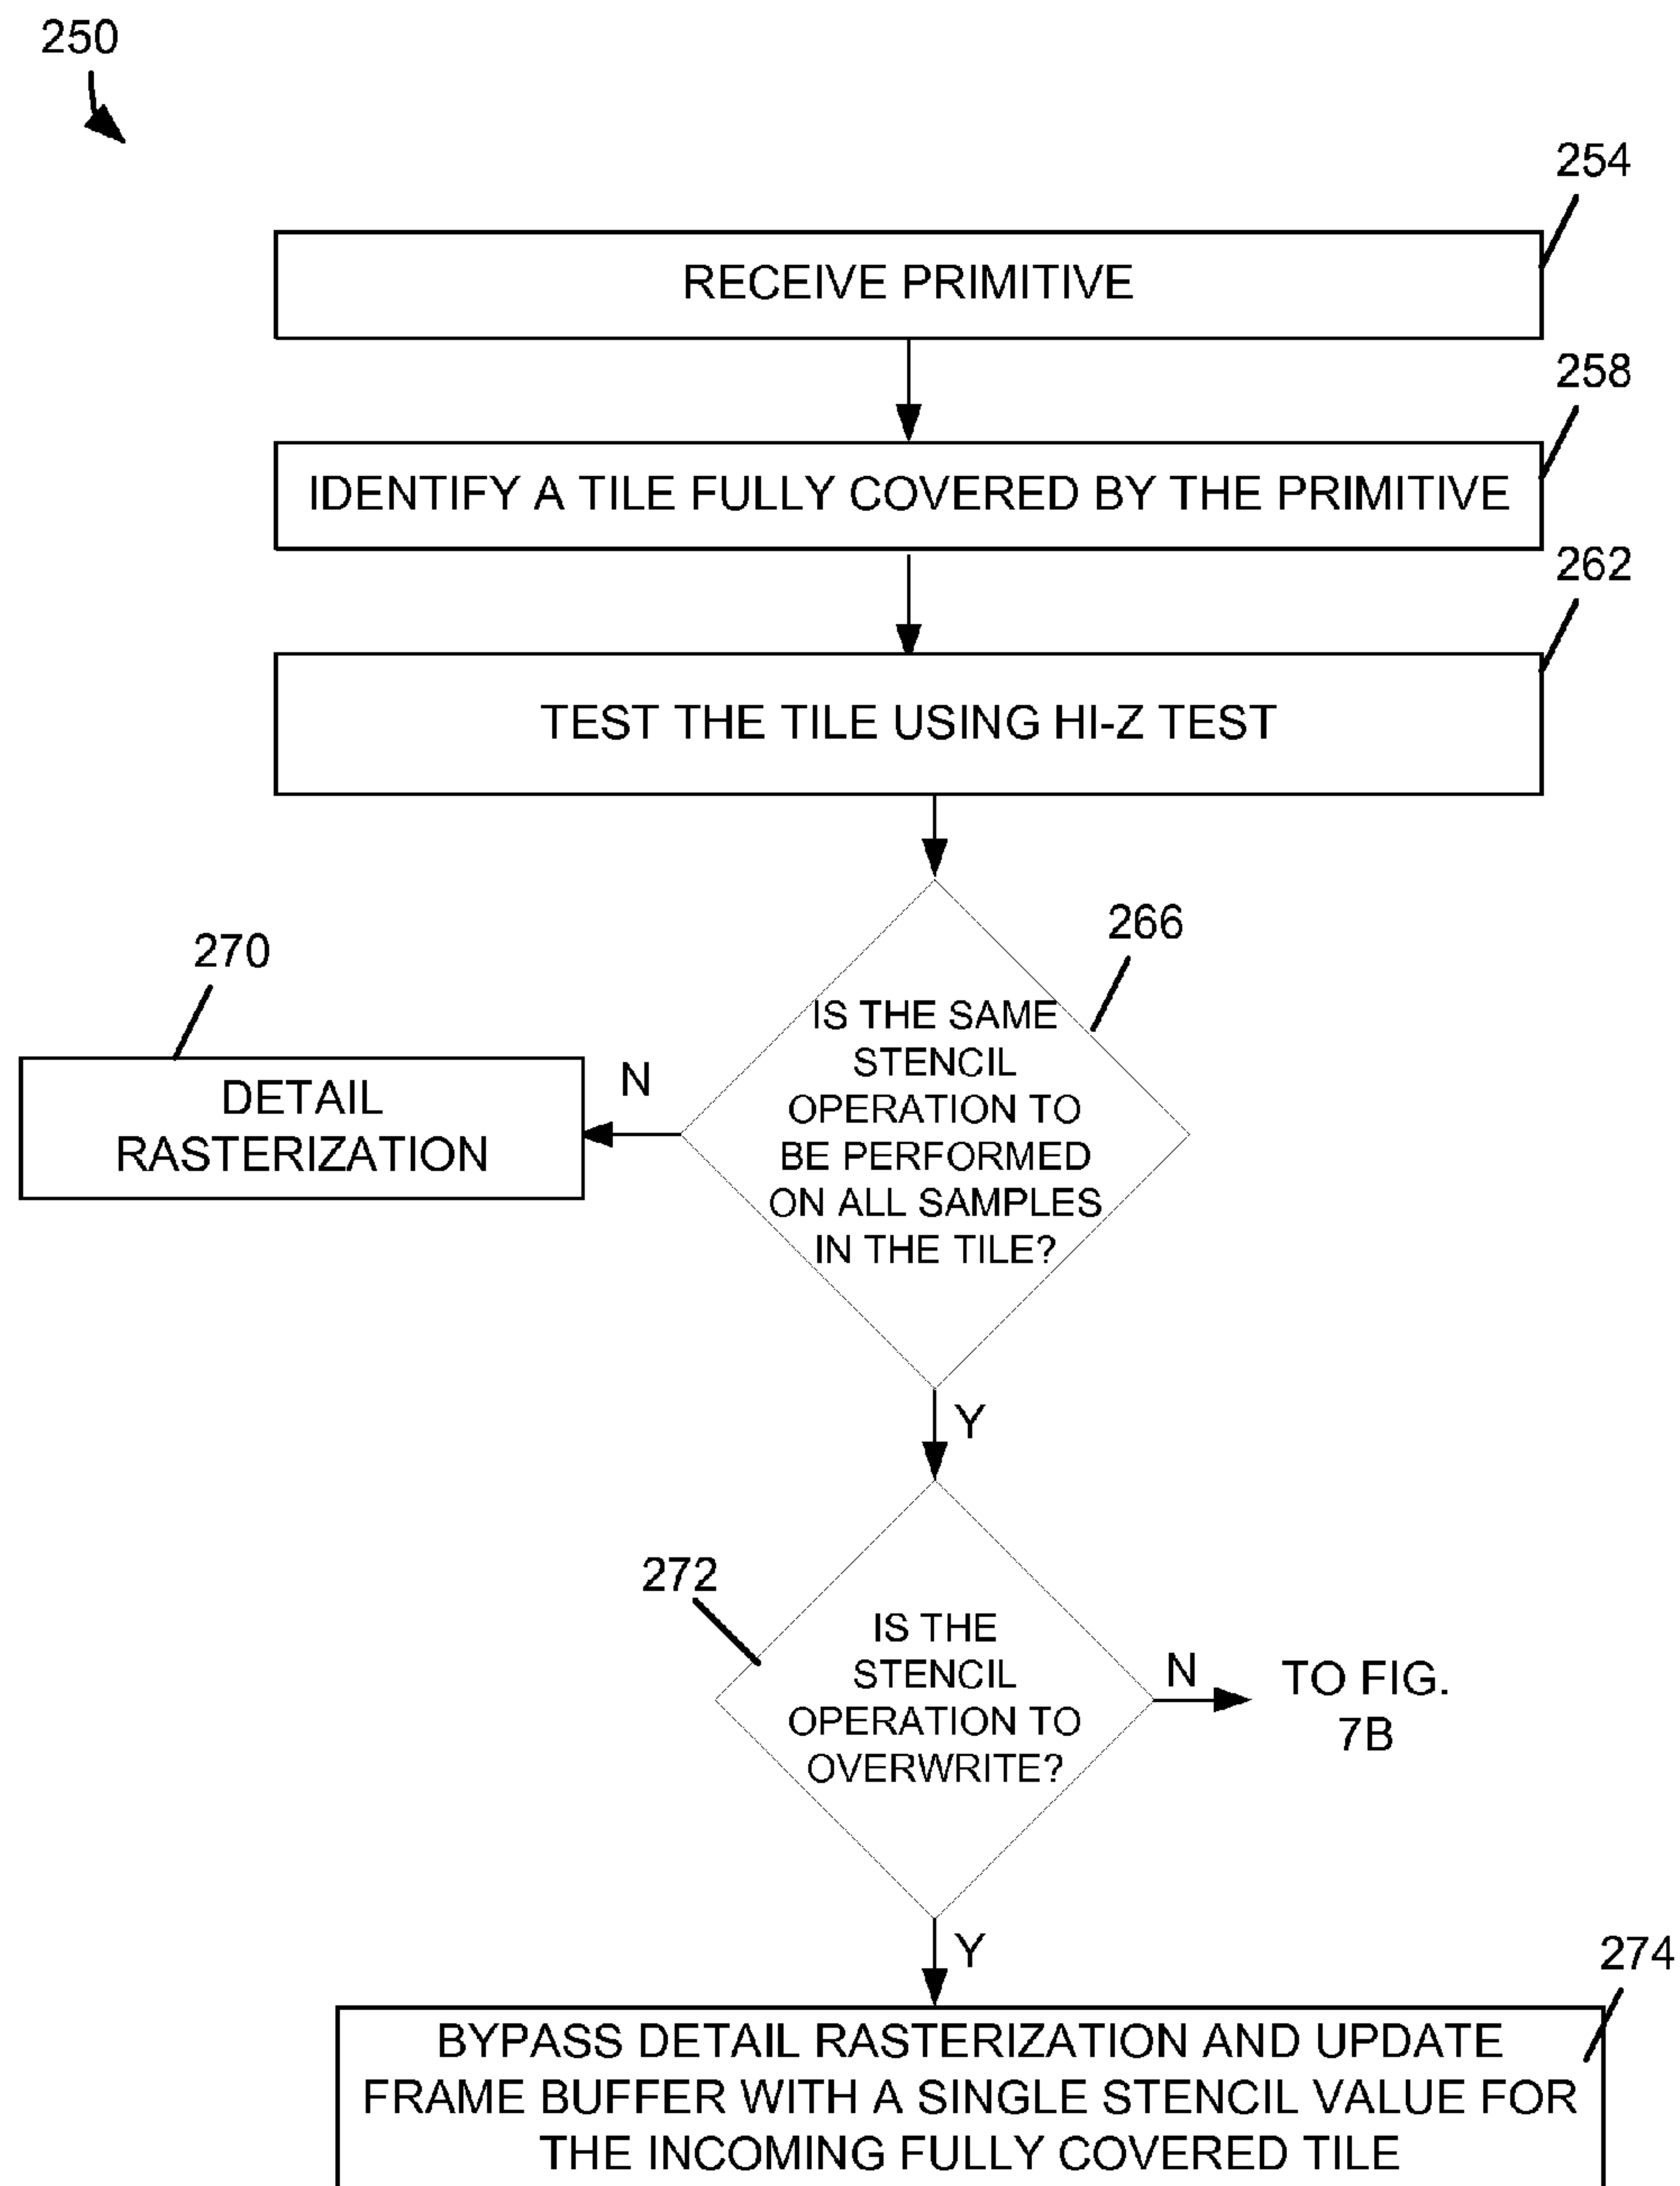 250
254
RECEIVE PRIMITIVE
258
IDENTIFY A TILE FULLY COVERED BY THE PRIMITIVE
262
TEST THE TILE USING HI-Z TEST
266
IS THE SAME
STENCIL
OPERATION TO
BE PERFORMED
ON ALL SAMPLES
IN THE TILE?
270
N
DETAIL
RASTERIZATION
Y
272
IS THE
STENCIL
OPERATION TO
OVERWRITE?
N
TO FIG.
7B
Y
274
BYPASS DETAIL RASTERIZATION AND UPDATE
FRAME BUFFER WITH A SINGLE STENCIL VALUE FOR
THE INCOMING FULLY COVERED TILE